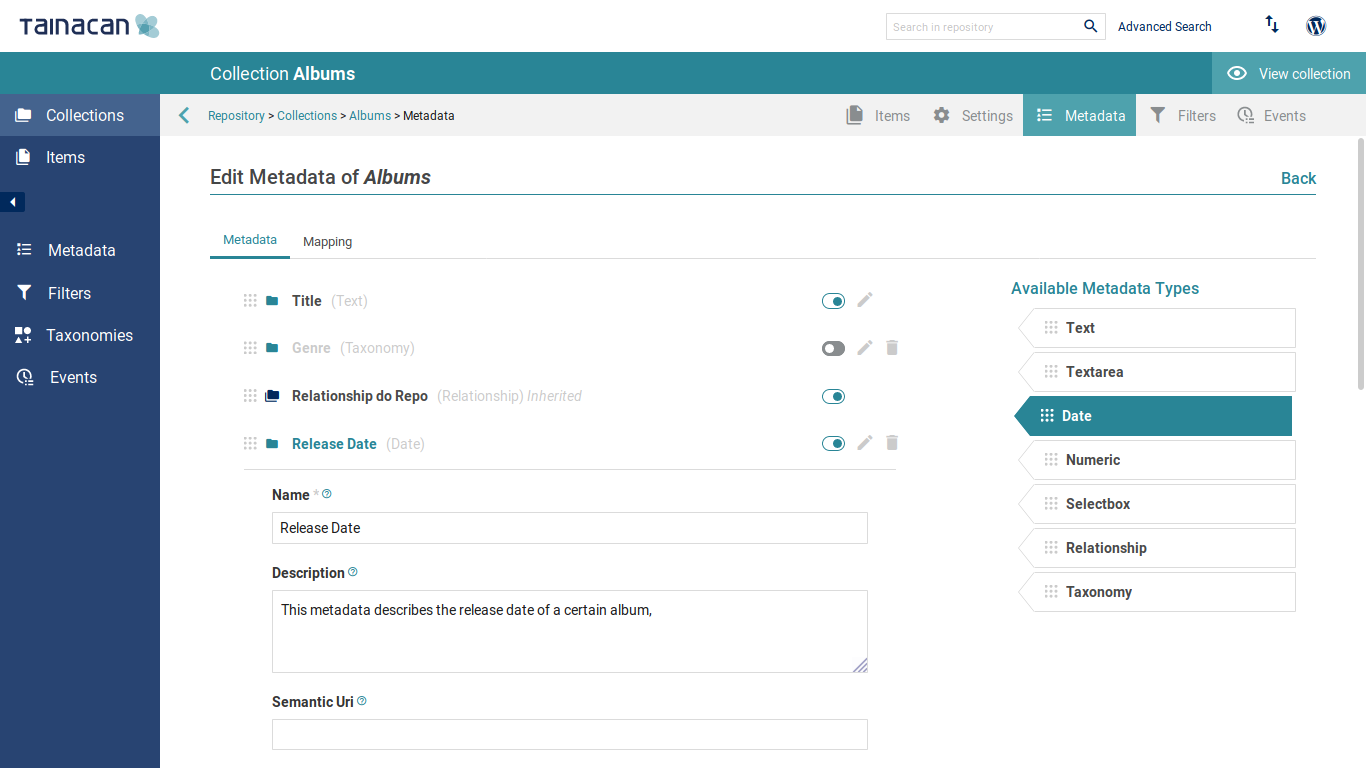 TAINACAN
Search in repository
Advanced Search
Collection Albums
View collection
Collections
Items
Metadata
Filters
Taxonomies
Events
Repository > Collections > Albums > Metadata
Items
Settings
Metadata
Filters
Events
Edit Metadata of Albums
Back
Metadata
Mapping
Title (Text)
Genre (Taxonomy)
Relationship do Repo (Relationship) Inherited
Release Date (Date)
Name *
Release Date
Description
This metadata describes the release date of a certain album,
Semantic Uri
Available Metadata Types
Text
Textarea
Date
Numeric
Selectbox
Relationship
Taxonomy